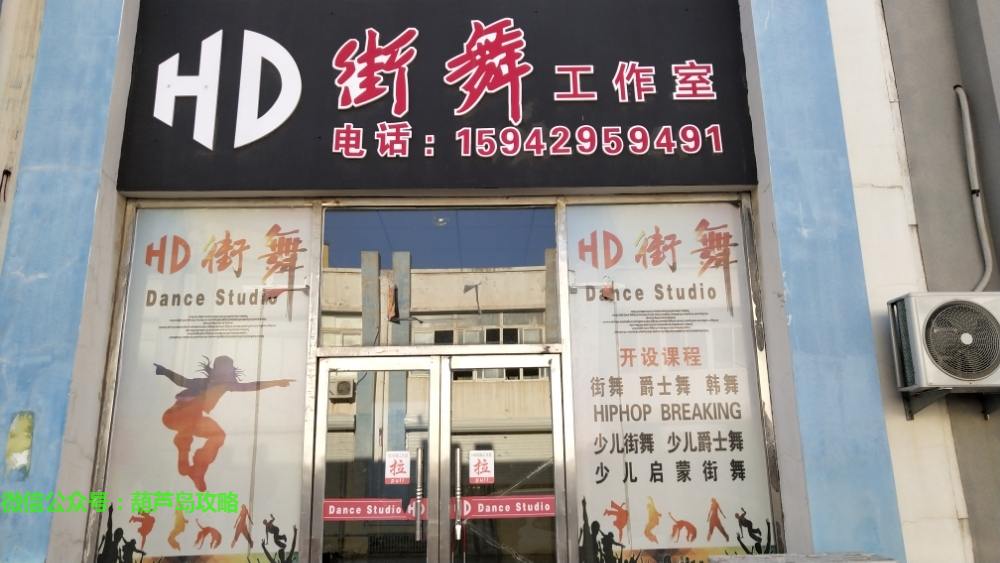 HD 街舞 工作室
电话：15942959491
HD 街舞
Dance Studio
HD 街舞
Dance Studio
开设课程
街舞 爵士舞 韩舞
HIPHOP BREAKING
少儿街舞 少儿爵士舞
少儿启蒙街舞
拉
pull
拉
pull
Dance Studio HD
D Dance Studio
微信公众号：葫芦岛攻略